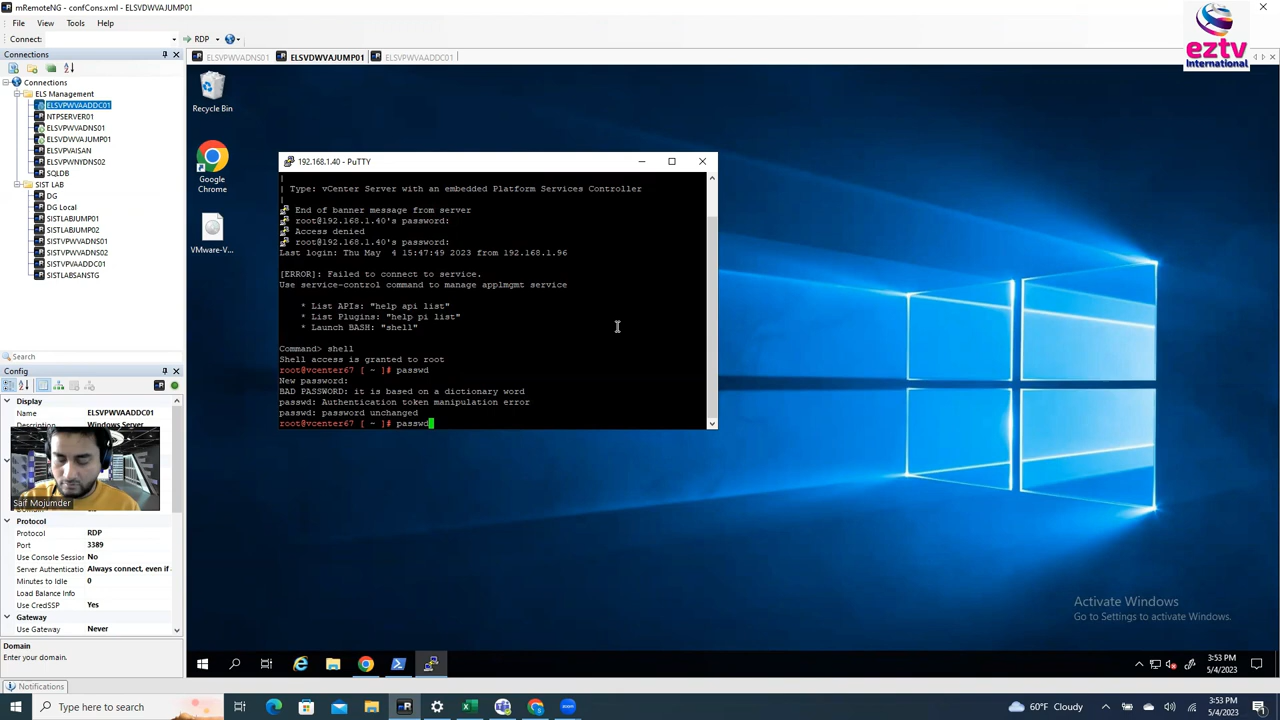 mRemoteNG - confCons.xml - ELSVDWVAJUMP01
File View Tools Help
Connect: RDP
eztv
International
Connections
ELSVPWVADNS01 ELSVDWVAJUMP01 ELSVPWVAADDC01
Connections
ELS Management
ELSVPWVAADDC01
NTPSERVER01
ELSVPWVADNS01
ELSVDWVAJUMP01
ELSVPVAISAN
ELSVPWVNYDNS02
SQLDB
SIST LAB
DG
DG Local
SISTLABJUMP01
SISTVPWVADNS01
SISTVPWVADNS02
SISTVPVAADDC01
SISTLABSANSTG
Recycle Bin
Google
Chrome
VMware-V...
192.168.1.40 - PuTTY
| Type: vCenter Server with an embedded Platform Services Controller
|
End of banner message from server
root@192.168.1.40's password:
Access denied
root@192.168.1.40's password:
Last login: Thu May  4 15:47:49 2023 from 192.168.1.96
[ERROR]: Failed to connect to service.
Use service-control command to manage applmgmt service
* List APIs: "help api list"
* List Plugins: "help pi list"
* Launch BASH: "shell"
Command> shell
Shell access is granted to root
root@vcenter67 [ ~ ]# passwd
New password:
BAD PASSWORD: it is based on a dictionary word
passwd: Authentication token manipulation error
passwd: password unchanged
root@vcenter67 [ ~ ]# passwd
Search
Config
Display
Name ELSVPWVAADDC01
Windows Server
Saif Mojumder
Protocol
Protocol RDP
Port 3389
Use Console Session No
Server Authentication Always connect, even if a
Minutes to Idle 0
Load Balance Info
Use CredSSP Yes
Gateway
Use Gateway Never
Domain
Enter your domain.
Notifications
Activate Windows
Go to Settings to activate Windows.
3:53 PM
5/4/2023
Type here to search
60°F Cloudy
3:53 PM
5/4/2023